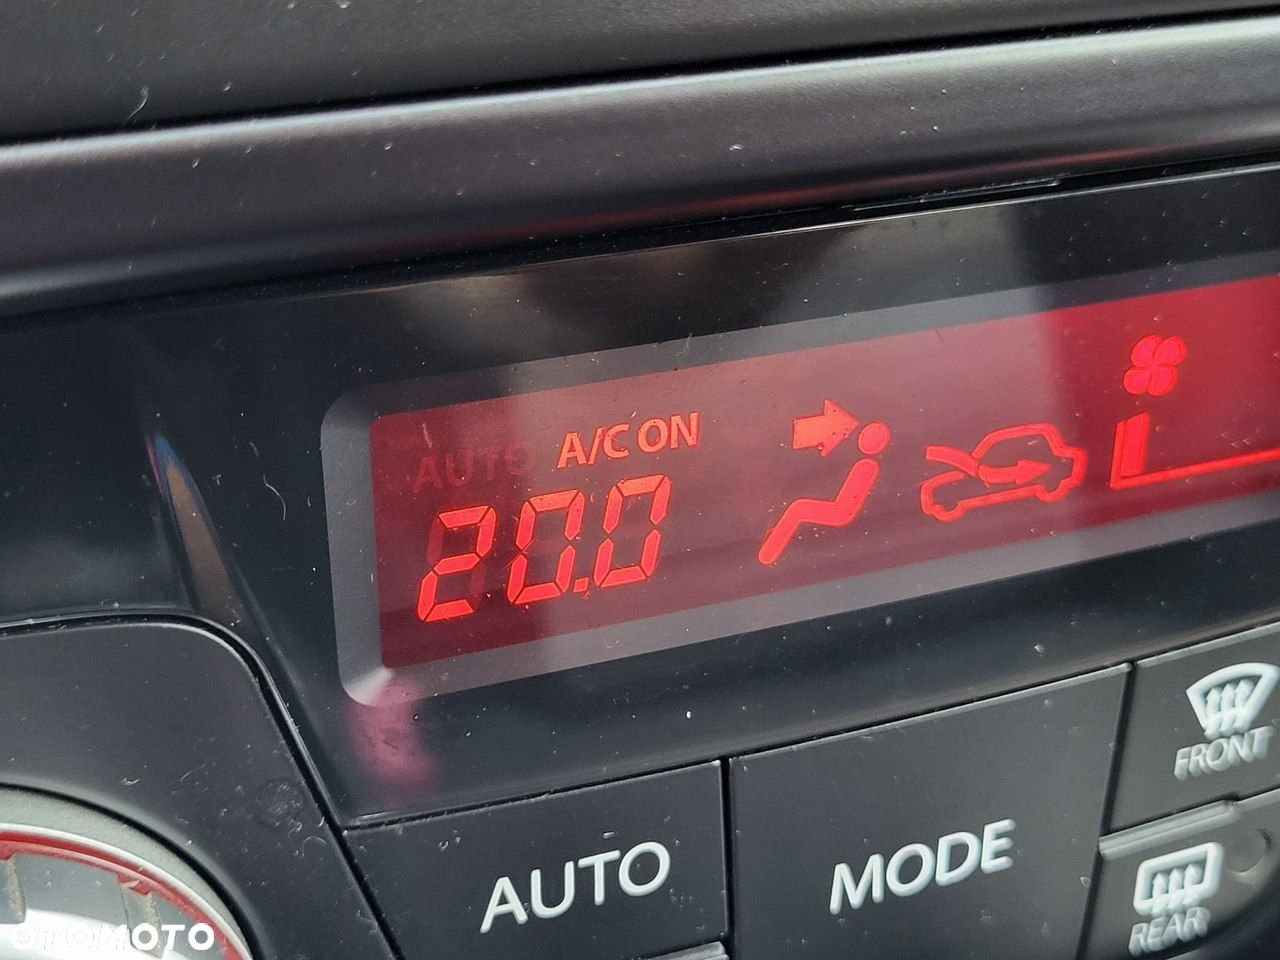 AUTO A/C ON
20.0
AUTO
MODE
FRONT
REAR
OTOMOTO